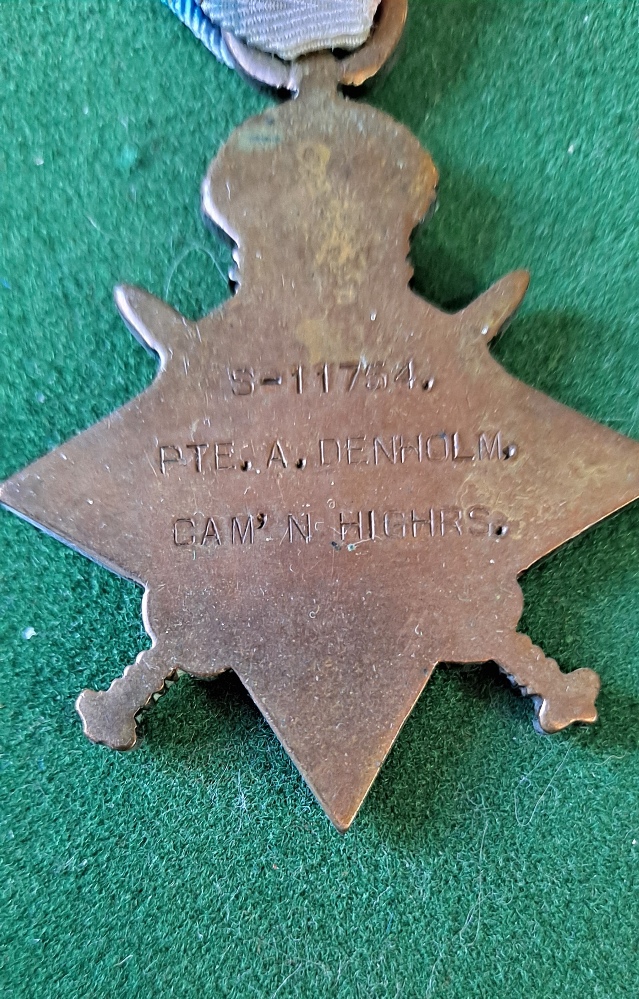 S-11754.
PTE. A. DENHOLM.
CAM'N HIGHRS.